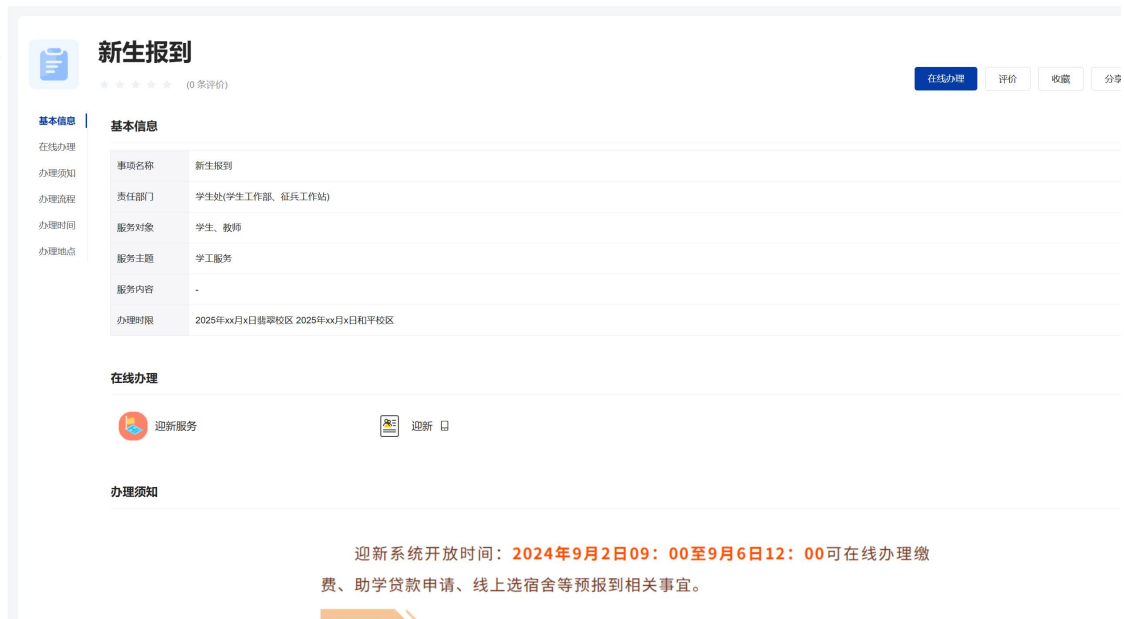 新生报到
(0 条评价)
在线办理
评价
收藏
分享
基本信息
在线办理
办理须知
办理流程
办理时间
办理地点
基本信息
事项名称 新生报到
责任部门 学生处(学生工作部、征兵工作站)
服务对象 学生、教师
服务主题 学工服务
服务内容 -
办理时限 2025年xx月x日翡翠校区 2025年xx月x日和平校区
在线办理
迎新服务
迎新
办理须知
迎新系统开放时间：2024年9月2日09：00至9月6日12：00可在线办理缴
费、助学贷款申请、线上选宿舍等预报到相关事宜。